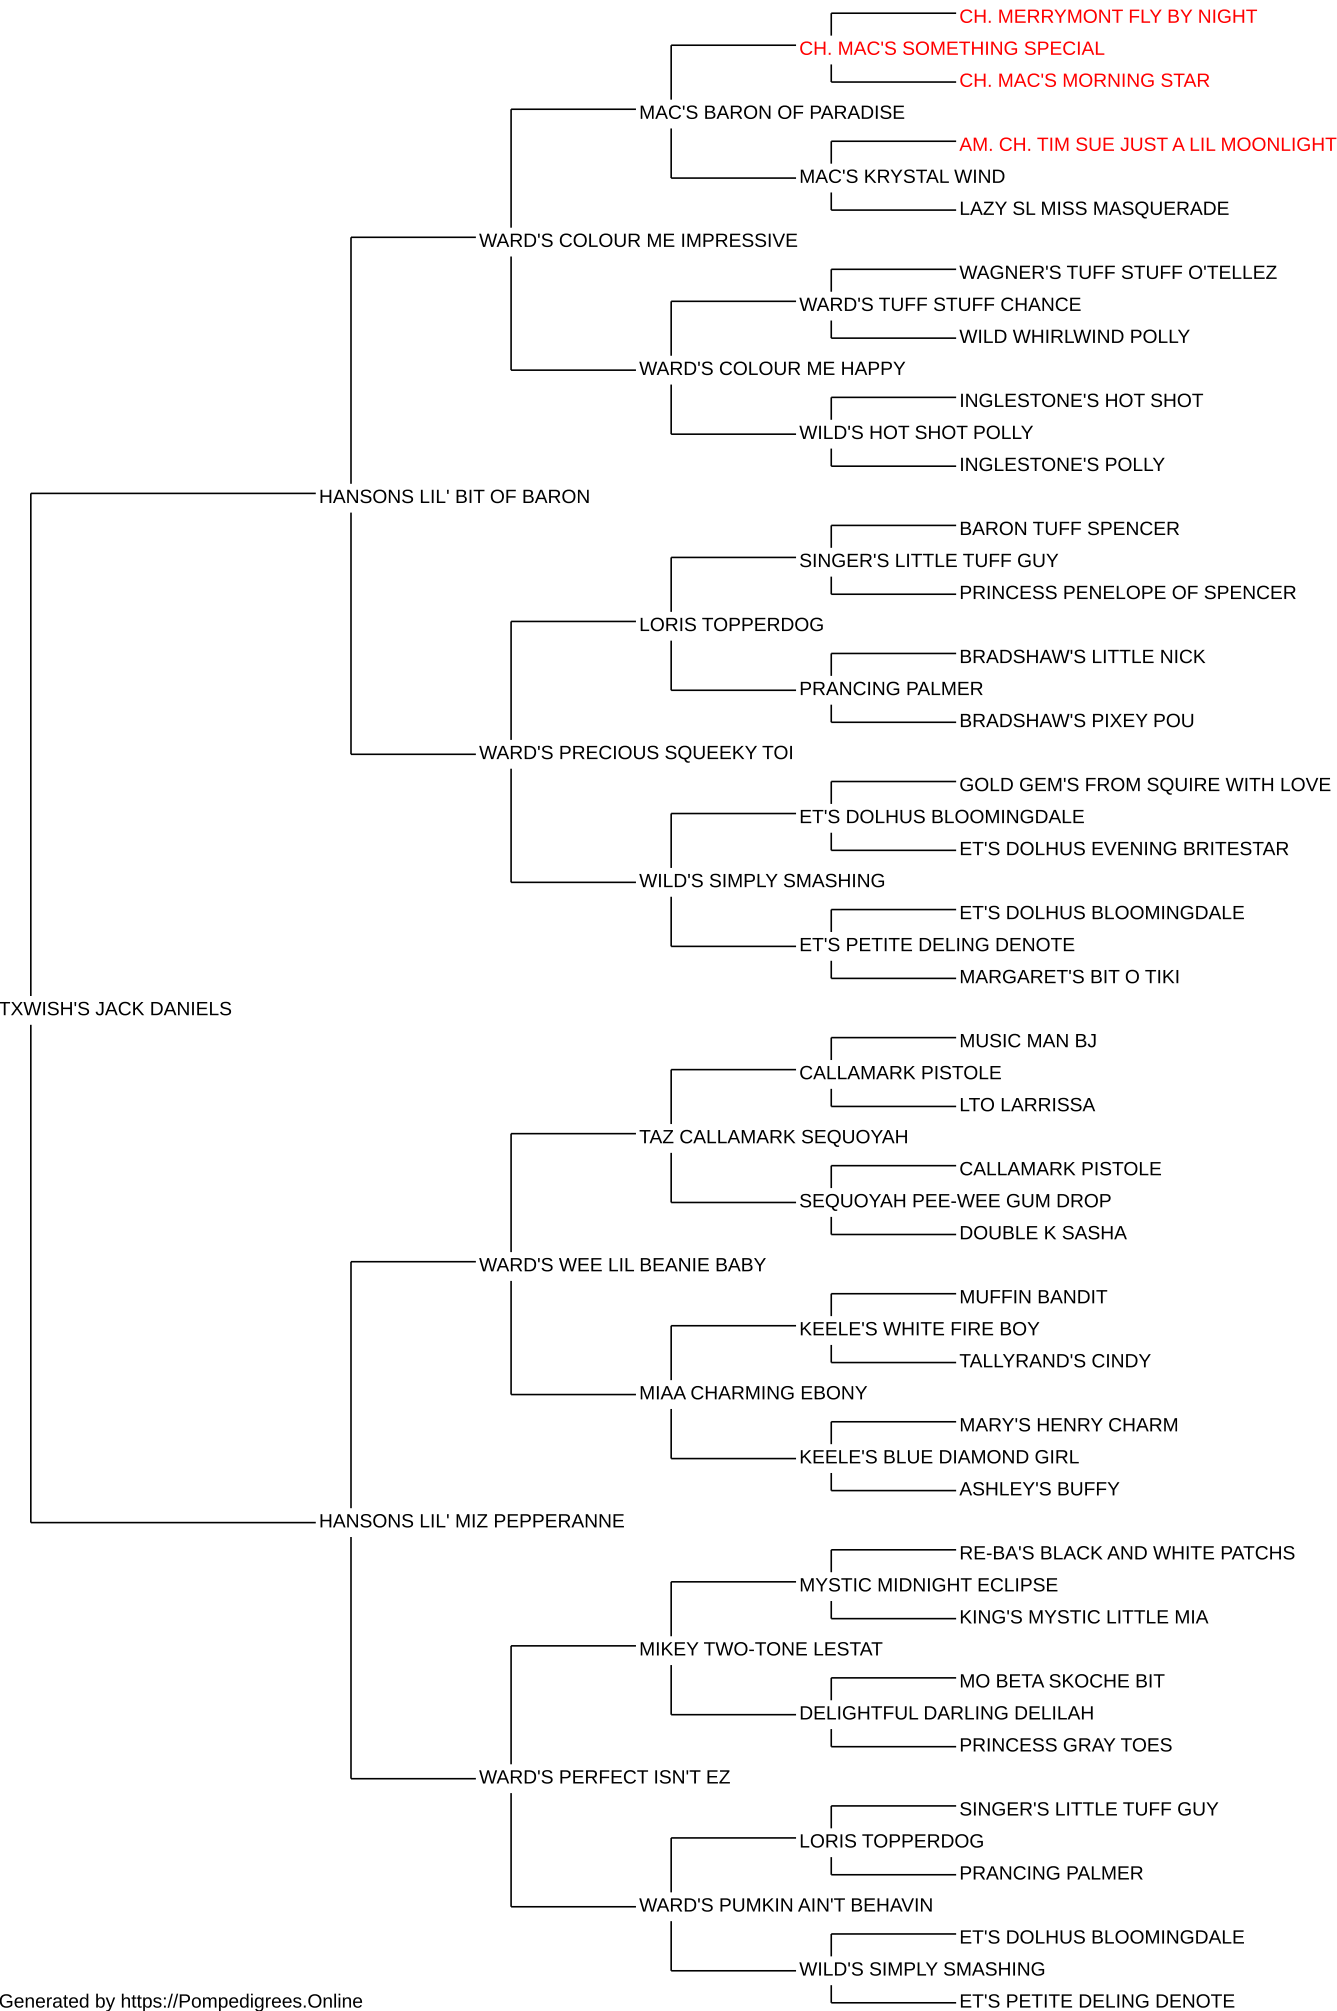 CH. MERRYMONT FLY BY NIGHT
CH. MAC'S SOMETHING SPECIAL
CH. MAC'S MORNING STAR
MAC'S BARON OF PARADISE
AM. CH. TIM SUE JUST A LIL MOONLIGHT
MAC'S KRYSTAL WIND
LAZY SL MISS MASQUERADE
WARD'S COLOUR ME IMPRESSIVE
WAGNER'S TUFF STUFF O'TELLEZ
WARD'S TUFF STUFF CHANCE
WILD WHIRLWIND POLLY
WARD'S COLOUR ME HAPPY
INGLESTONE'S HOT SHOT
WILD'S HOT SHOT POLLY
INGLESTONE'S POLLY
HANSONS LIL' BIT OF BARON
BARON TUFF SPENCER
SINGER'S LITTLE TUFF GUY
PRINCESS PENELOPE OF SPENCER
LORIS TOPPERDOG
BRADSHAW'S LITTLE NICK
PRANCING PALMER
BRADSHAW'S PIXEY POU
WARD'S PRECIOUS SQUEEKY TOI
GOLD GEM'S FROM SQUIRE WITH LOVE
ET'S DOLHUS BLOOMINGDALE
ET'S DOLHUS EVENING BRITESTAR
WILD'S SIMPLY SMASHING
ET'S DOLHUS BLOOMINGDALE
ET'S PETITE DELING DENOTE
MARGARET'S BIT O TIKI
TXWISH'S JACK DANIELS
MUSIC MAN BJ
CALLAMARK PISTOLE
LTO LARRISSA
TAZ CALLAMARK SEQUOYAH
CALLAMARK PISTOLE
SEQUOYAH PEE-WEE GUM DROP
DOUBLE K SASHA
WARD'S WEE LIL BEANIE BABY
MUFFIN BANDIT
KEELE'S WHITE FIRE BOY
TALLYRAND'S CINDY
MIAA CHARMING EBONY
MARY'S HENRY CHARM
KEELE'S BLUE DIAMOND GIRL
ASHLEY'S BUFFY
HANSONS LIL' MIZ PEPPERANNE
RE-BA'S BLACK AND WHITE PATCHS
MYSTIC MIDNIGHT ECLIPSE
KING'S MYSTIC LITTLE MIA
MIKEY TWO-TONE LESTAT
MO BETA SKOCHE BIT
DELIGHTFUL DARLING DELILAH
PRINCESS GRAY TOES
WARD'S PERFECT ISN'T EZ
SINGER'S LITTLE TUFF GUY
LORIS TOPPERDOG
PRANCING PALMER
WARD'S PUMKIN AIN'T BEHAVIN
ET'S DOLHUS BLOOMINGDALE
WILD'S SIMPLY SMASHING
ET'S PETITE DELING DENOTE
Generated by https://Pompedigrees.Online